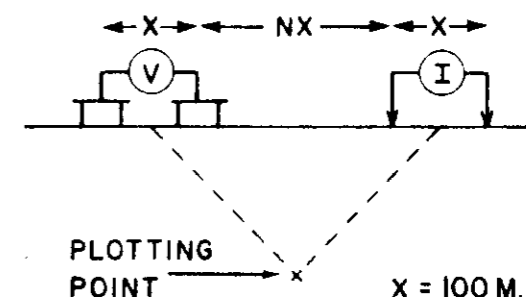 X NX X
V I
PLOTTING
POINT X = 100 M.